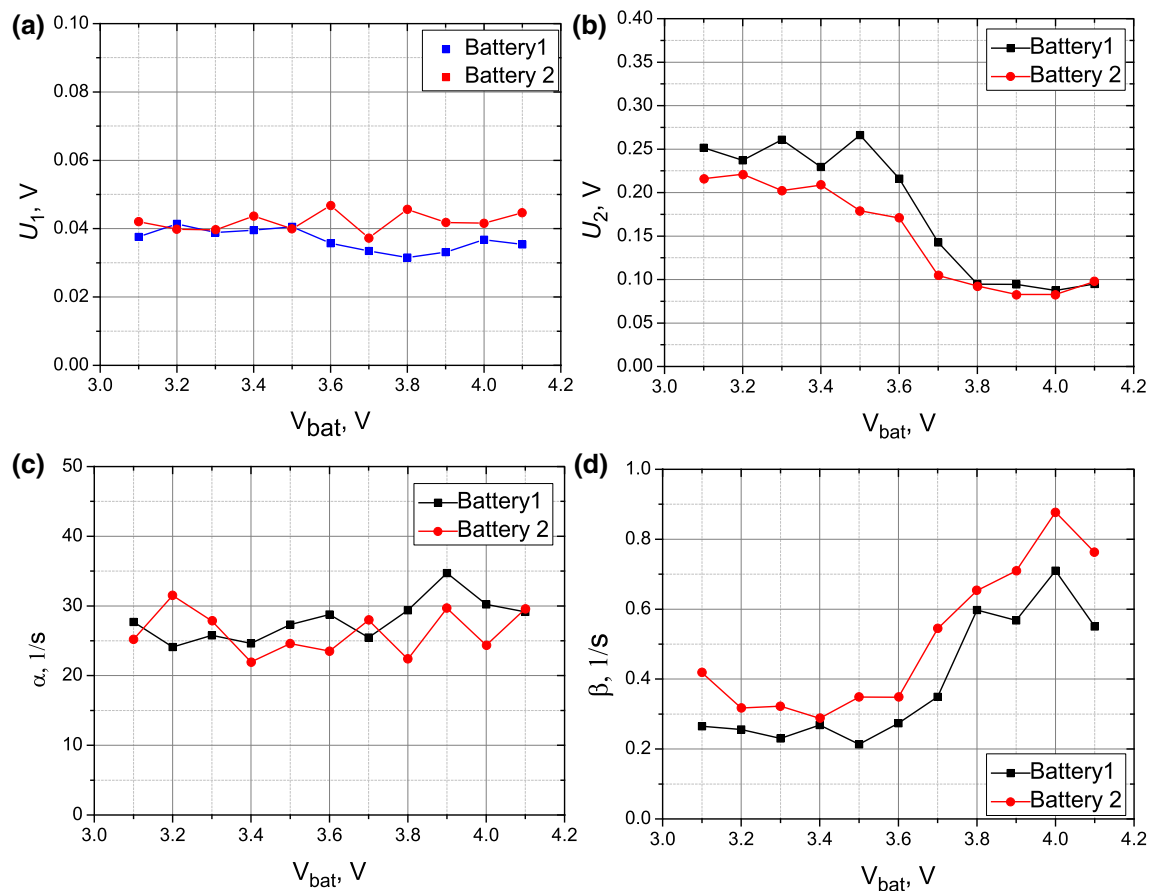 (a)
0.10
0.08
0.06
0.04
0.02
0.00
U1, V
3.0 3.2 3.4 3.6 3.8 4.0 4.2
Vbat, V
Battery1
Battery 2
(b)
0.40
0.35
0.30
0.25
0.20
0.15
0.10
0.05
0.00
U2, V
3.0 3.2 3.4 3.6 3.8 4.0 4.2
Vbat, V
Battery1
Battery 2
(c)
50
40
30
20
10
0
α, 1/s
3.0 3.2 3.4 3.6 3.8 4.0 4.2
Vbat, V
Battery1
Battery 2
(d)
1.0
0.8
0.6
0.4
0.2
0.0
β, 1/s
3.0 3.2 3.4 3.6 3.8 4.0 4.2
Vbat, V
Battery1
Battery 2